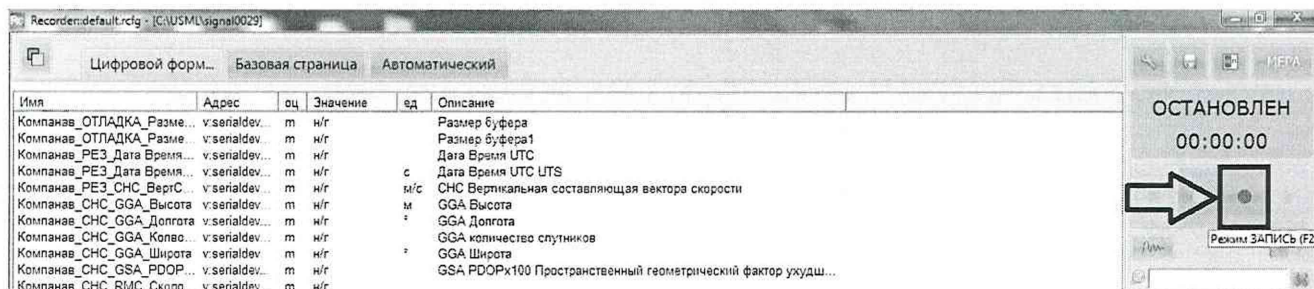 Recorder::default.rcfg - [C:\USML\signal0029]
Цифровой форм... Базовая страница Автоматический
МЕРА
Имя Адрес оц Значение ед Описание
ОСТАНОВЛЕН
00:00:00
Компанав_ОТЛАДКА_Разме... v:serialdev... m н/г Размер буфера
Компанав_ОТЛАДКА_Разме... v:serialdev... m н/г Размер буфера1
Компанав_РЕЗ_Дата Время... v:serialdev... m н/г Дата Время UTC
Компанав_РЕЗ_Дата Время... v:serialdev... m н/г с Дата Время UTC UTS
Компанав_РЕЗ_СНС_ВертС... v:serialdev... m н/г м/с СНС Вертикальная составляющая вектора скорости
Компанав_СНС_GGA_Высота v:serialdev... m н/г м GGA Высота
Компанав_СНС_GGA_Долгота v:serialdev... m н/г ° GGA Долгота
Компанав_СНС_GGA_Колво... v:serialdev... m н/г GGA количество спутников
Компанав_СНС_GGA_Широта v:serialdev... m н/г ° GGA Широта
Компанав_СНС_GSA_PDOP... v:serialdev... m н/г GSA PDOPx100 Пространственный геометрический фактор ухудш...
Компанав_СНС_RMC_Скоро... v:serialdev... m н/г
Режим ЗАПИСЬ (F2